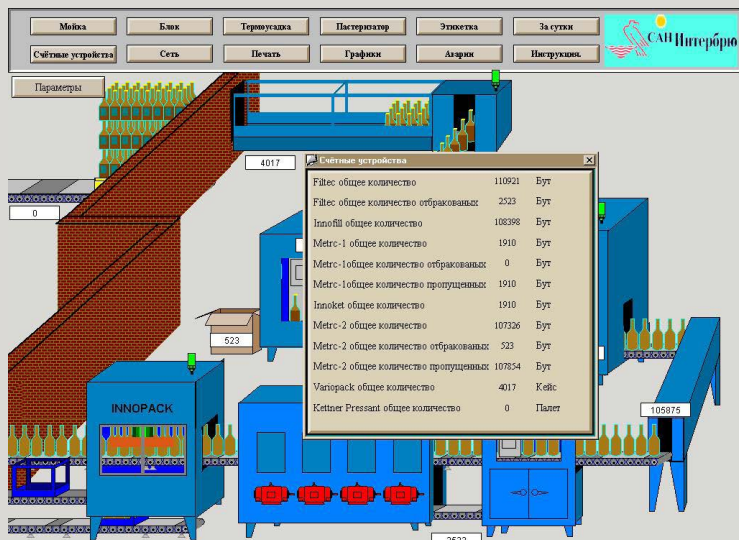 Мойка
Блок
Термоусадка
Пастеризатор
Этикетка
За сутки
Счётные устройства
Сеть
Печать
Графики
Аварии
Инструкция.
САН Интербрю
Параметры
4017
0
Счётные устройства
Filtec общее количество 110921 Бут
Filtec общее количество отбракованых 2523 Бут
Innofill общее количество 108398 Бут
Metrc-1 общее количество 1910 Бут
Metrc-1общее количество отбракованых 0 Бут
Metrc-1общее количество пропущенных 1910 Бут
Innoket общее количество 1910 Бут
Metrc-2 общее количество 107326 Бут
Metrc-2 общее количество отбракованых 523 Бут
Metrc-2 общее количество пропущенных 107854 Бут
Variopack общее количество 4017 Кейс
Kettner Pressant общее количество 0 Палет
523
INNOPACK
105875
2523